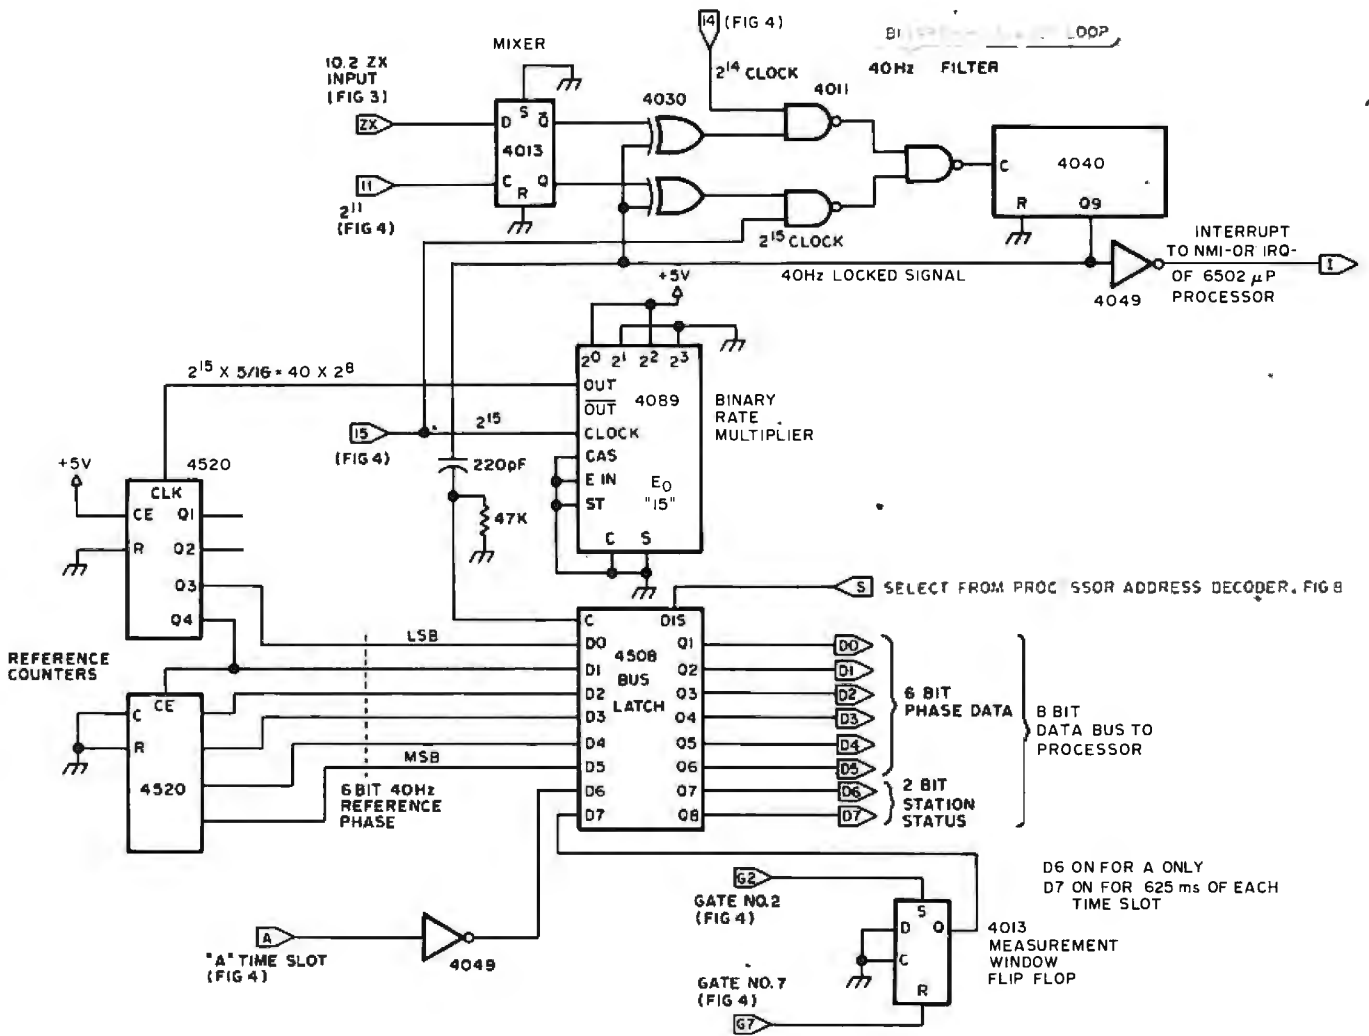 14 (FIG 4)
LOOP
40Hz FILTER
MIXER
10.2 ZX
INPUT
(FIG 3)
2¹⁴ CLOCK
4030
4011
ZX
D S Q̄
4013
C R Q
11
2¹¹
(FIG 4)
C
4040
R Q9
2¹⁵ CLOCK
INTERRUPT
TO NMI-OR IRQ-
OF 6502 µP
PROCESSOR
I
4049
40Hz LOCKED SIGNAL
+5V
2⁰ 2¹ 2² 2³
2¹⁵ X 5/16 = 40 X 2⁸
OUT
O̅U̅T̅
4089
CLOCK
CAS
E IN
ST
E₀
"15"
C S
BINARY
RATE
MULTIPLIER
15
(FIG 4)
2¹⁵
220pF
47K
+5V
4520
CLK
CE Q1
R Q2
Q3
Q4
REFERENCE
COUNTERS
CE
C
R
4520
LSB
MSB
6 BIT 40Hz
REFERENCE
PHASE
S SELECT FROM PROC SSOR ADDRESS DECODER, FIG 8
C DIS
4508
BUS
LATCH
D0 Q1 D0
D1 Q2 D1
D2 Q3 D2
D3 Q4 D3
D4 Q5 D4
D5 Q6 D5
D6 Q7 D6
D7 Q8 D7
6 BIT
PHASE DATA
2 BIT
STATION
STATUS
8 BIT
DATA BUS TO
PROCESSOR
D6 ON FOR A ONLY
D7 ON FOR 625 ms OF EACH
TIME SLOT
G2
GATE NO.2
(FIG 4)
S
D Q
C
R
4013
MEASUREMENT
WINDOW
FLIP FLOP
GATE NO.7
(FIG 4)
G7
A
"A" TIME SLOT
(FIG 4)
4049